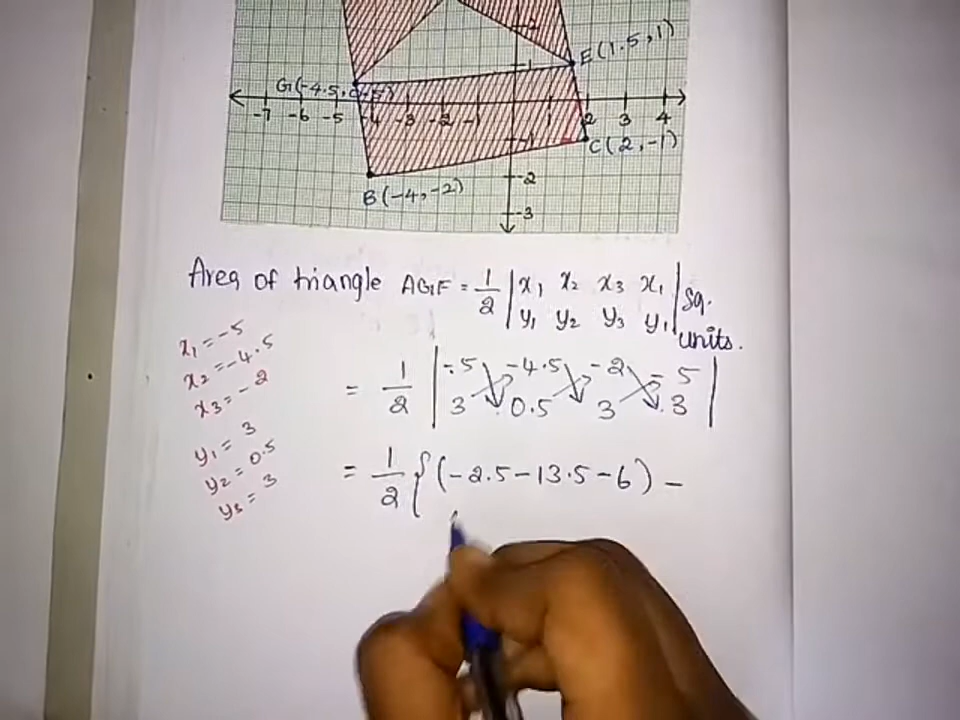 2
1
E(1.5,1)
G(-4.5,0.5)
-7 -6 -5 -4 -3 -2 -1 1 2 3 4
-1
C(2,-1)
-2
B(-4,-2)
-3
Area of triangle AGF = 1/2 |x₁ x₂ x₃ x₁| sq.
y₁ y₂ y₃ y₁ units.
x₁ = -5
x₂ = -4.5
x₃ = -2
y₁ = 3
y₂ = 0.5
y₃ = 3
= 1/2 |-5 -4.5 -2 -5|
3 0.5 3 3
= 1/2 {(-2.5-13.5-6) -